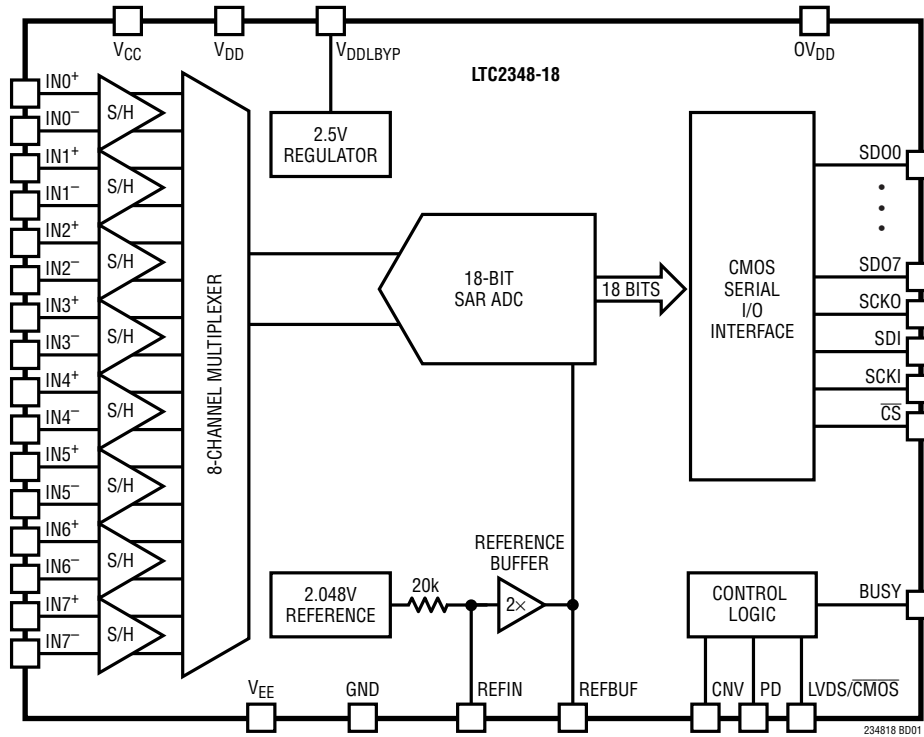 V_CC
V_DD
V_DDLBYP
OV_DD
LTC2348-18
IN0⁺
IN0⁻
IN1⁺
IN1⁻
IN2⁺
IN2⁻
IN3⁺
IN3⁻
IN4⁺
IN4⁻
IN5⁺
IN5⁻
IN6⁺
IN6⁻
IN7⁺
IN7⁻
S/H
S/H
S/H
S/H
S/H
S/H
S/H
S/H
8-CHANNEL MULTIPLEXER
2.5V
REGULATOR
18-BIT
SAR ADC
18 BITS
CMOS
SERIAL
I/O
INTERFACE
SDO0
SDO7
SCKO
SDI
SCKI
C̅S̅
2.048V
REFERENCE
20k
REFERENCE
BUFFER
2×
CONTROL
LOGIC
BUSY
V_EE
GND
REFIN
REFBUF
CNV
PD
LVDS/C̅M̅O̅S̅
234818 BD01